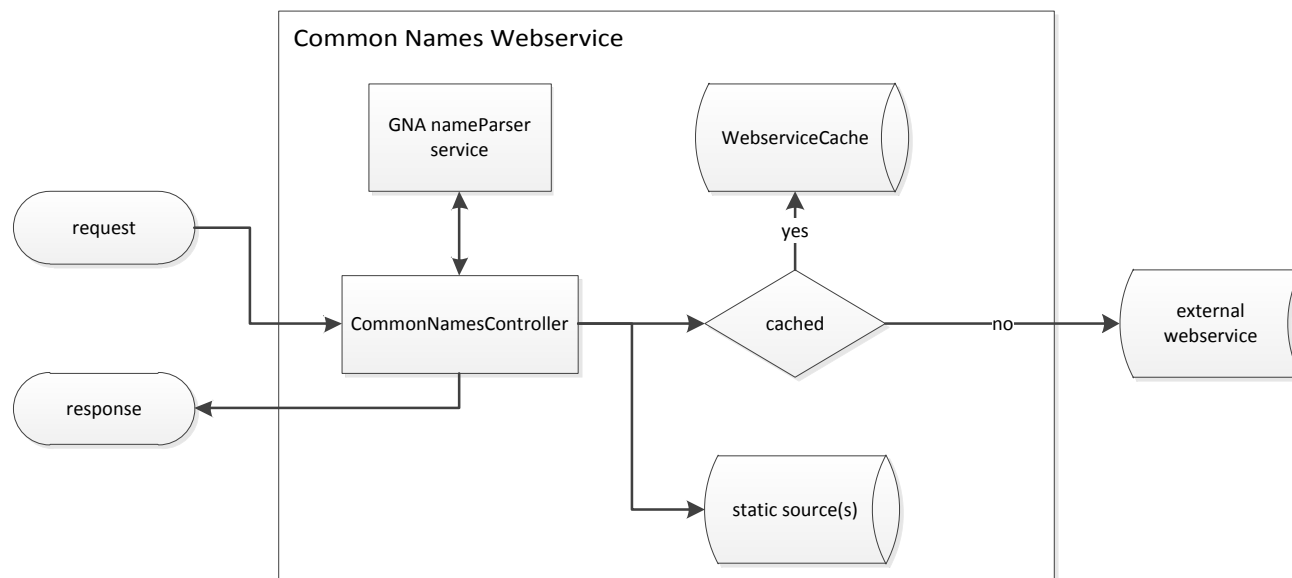 Common Names Webservice
GNA nameParser
service
WebserviceCache
request
yes
CommonNamesController
cached
no
external
webservice
response
static source(s)